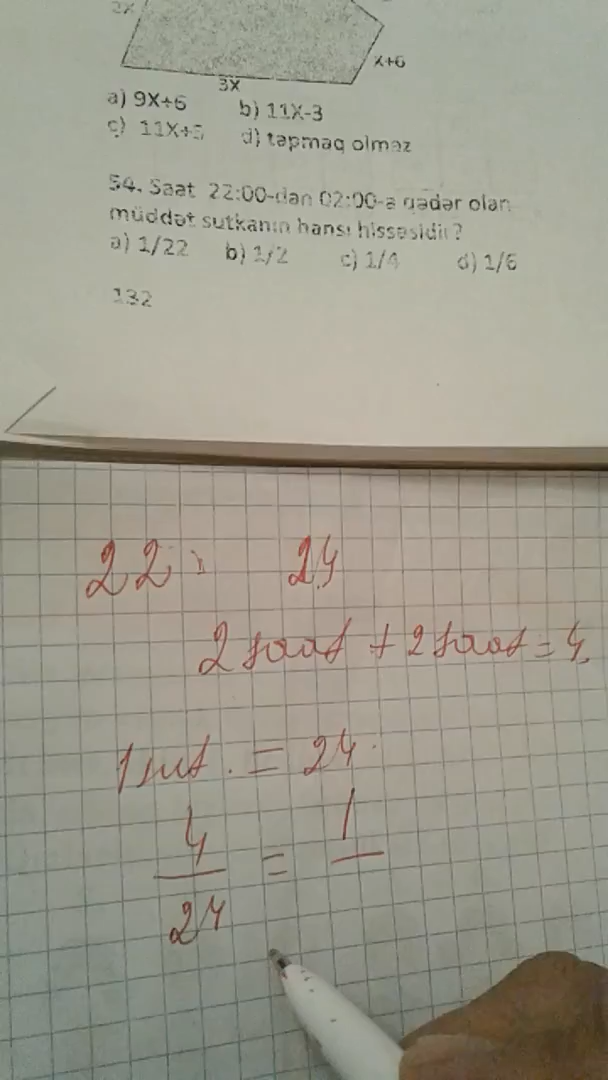 2X
x+6
3X
a) 9X+6 b) 11X-3
c) 11X+5 d) tapmaq olmaz
54. Saat 22:00-dan 02:00-a qədər olan
müddət sutkanın hansı hissəsidir?
a) 1/22 b) 1/2 c) 1/4 d) 1/6
132
22: 24
2 saat + 2 saat = 4
1 sut. = 24
4/24 = 1/